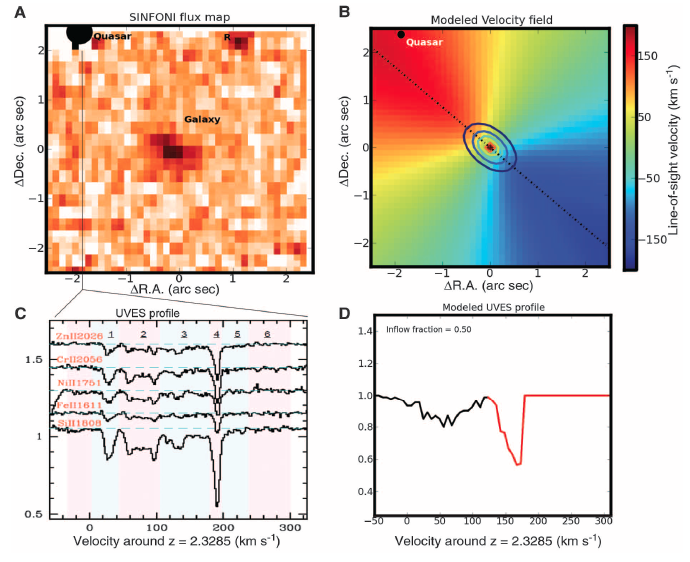 A
SINFONI flux map
Quasar
R
Galaxy
2
1
0
−1
−2
ΔDec. (arc sec)
−2
−1
0
1
2
ΔR.A. (arc sec)
B
Modeled Velocity field
Quasar
2
1
0
−1
−2
ΔDec. (arc sec)
−2
−1
0
1
2
ΔR.A. (arc sec)
150
100
50
0
−50
−150
Line-of-sight velocity (km s⁻¹)
C
UVES profile
ZnII2026
1 2 3 4 5 6
CrII2056
NiII1751
FeII1611
SiII1808
1.5
1
0.5
0
100
200
300
Velocity around z = 2.3285 (km s⁻¹)
D
Modeled UVES profile
Inflow fraction = 0.50
1.4
1.2
1.0
0.8
0.6
0.4
−50
0
50
100
150
200
250
300
Velocity around z = 2.3285 (km s⁻¹)